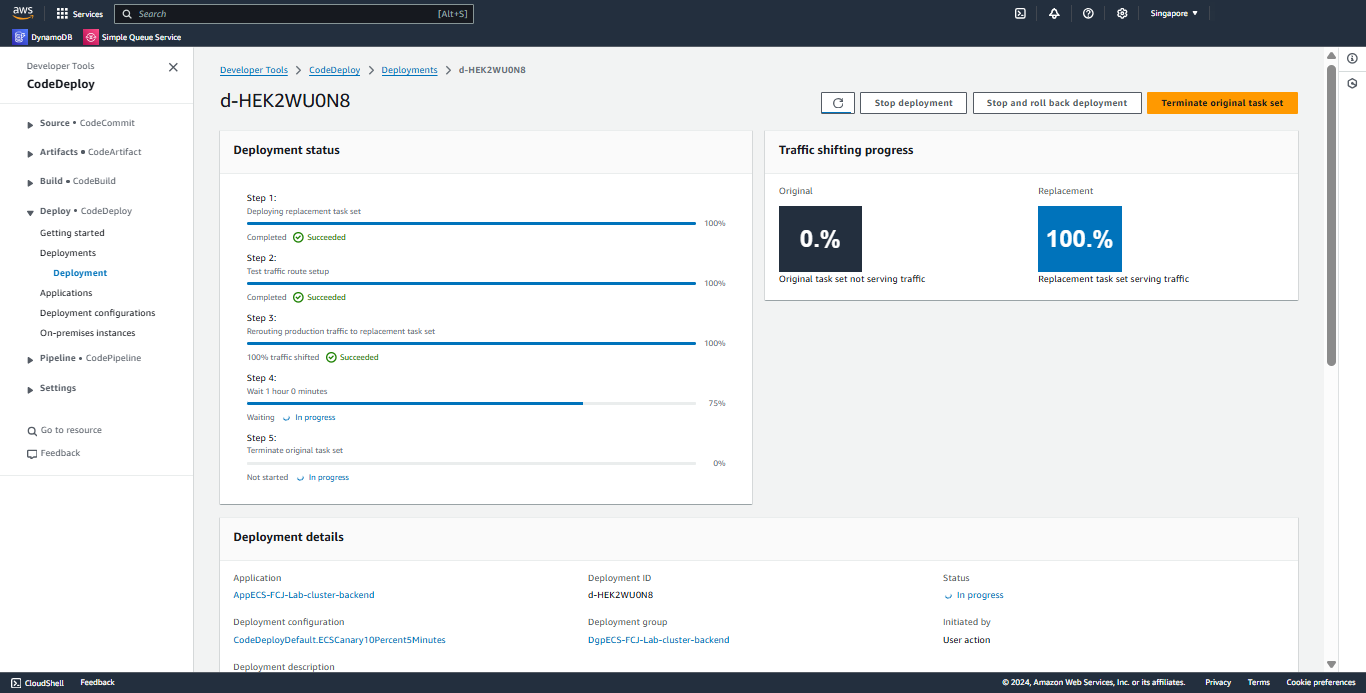 aws
Services
Search
[Alt+S]
Singapore
DynamoDB
Simple Queue Service
Developer Tools
CodeDeploy
Source • CodeCommit
Artifacts • CodeArtifact
Build • CodeBuild
Deploy • CodeDeploy
Getting started
Deployments
Deployment
Applications
Deployment configurations
On-premises instances
Pipeline • CodePipeline
Settings
Go to resource
Feedback
Developer Tools > CodeDeploy > Deployments > d-HEK2WU0N8
d-HEK2WU0N8
Stop deployment
Stop and roll back deployment
Terminate original task set
Deployment status
Step 1:
Deploying replacement task set
100%
Completed Succeeded
Step 2:
Test traffic route setup
100%
Completed Succeeded
Step 3:
Rerouting production traffic to replacement task set
100%
100% traffic shifted Succeeded
Step 4:
Wait 1 hour 0 minutes
75%
Waiting In progress
Step 5:
Terminate original task set
0%
Not started In progress
Traffic shifting progress
Original
0.%
Original task set not serving traffic
Replacement
100.%
Replacement task set serving traffic
Deployment details
Application
AppECS-FCJ-Lab-cluster-backend
Deployment ID
d-HEK2WU0N8
Status
In progress
Deployment configuration
CodeDeployDefault.ECSCanary10Percent5Minutes
Deployment group
DgpECS-FCJ-Lab-cluster-backend
Initiated by
User action
Deployment description
CloudShell
Feedback
© 2024, Amazon Web Services, Inc. or its affiliates.
Privacy
Terms
Cookie preferences